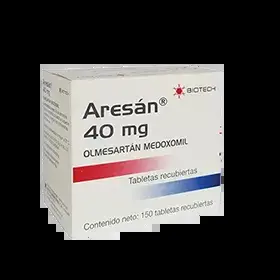 BIOTECH
Aresán®
40 mg
OLMESARTÁN MEDOXOMIL
Tabletas recubiertas
Contenido neto: 150 tabletas recubiertas